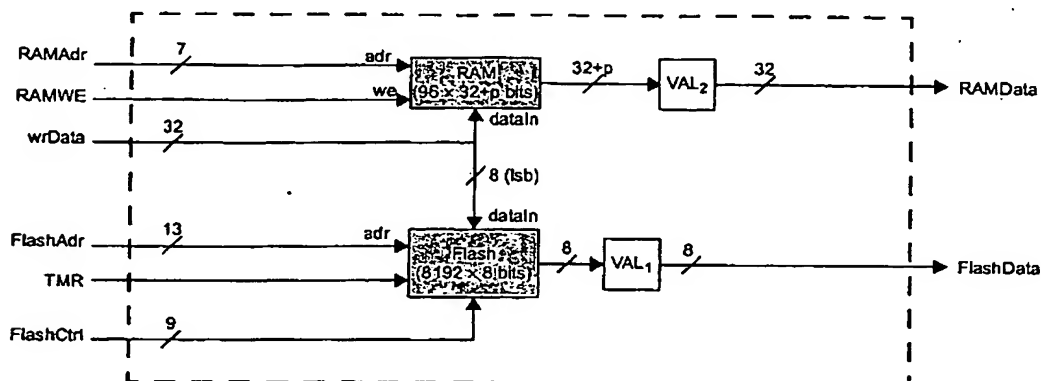 RAMAdr
7
adr
RAM
(96 × 32+p bits)
32+p
VAL2
32
RAMData
RAMWE
we
wrData
32
dataIn
8 (lsb)
dataIn
FlashAdr
13
adr
Flash
(8192 × 8 bits)
8
VAL1
8
FlashData
TMR
FlashCtrl
9